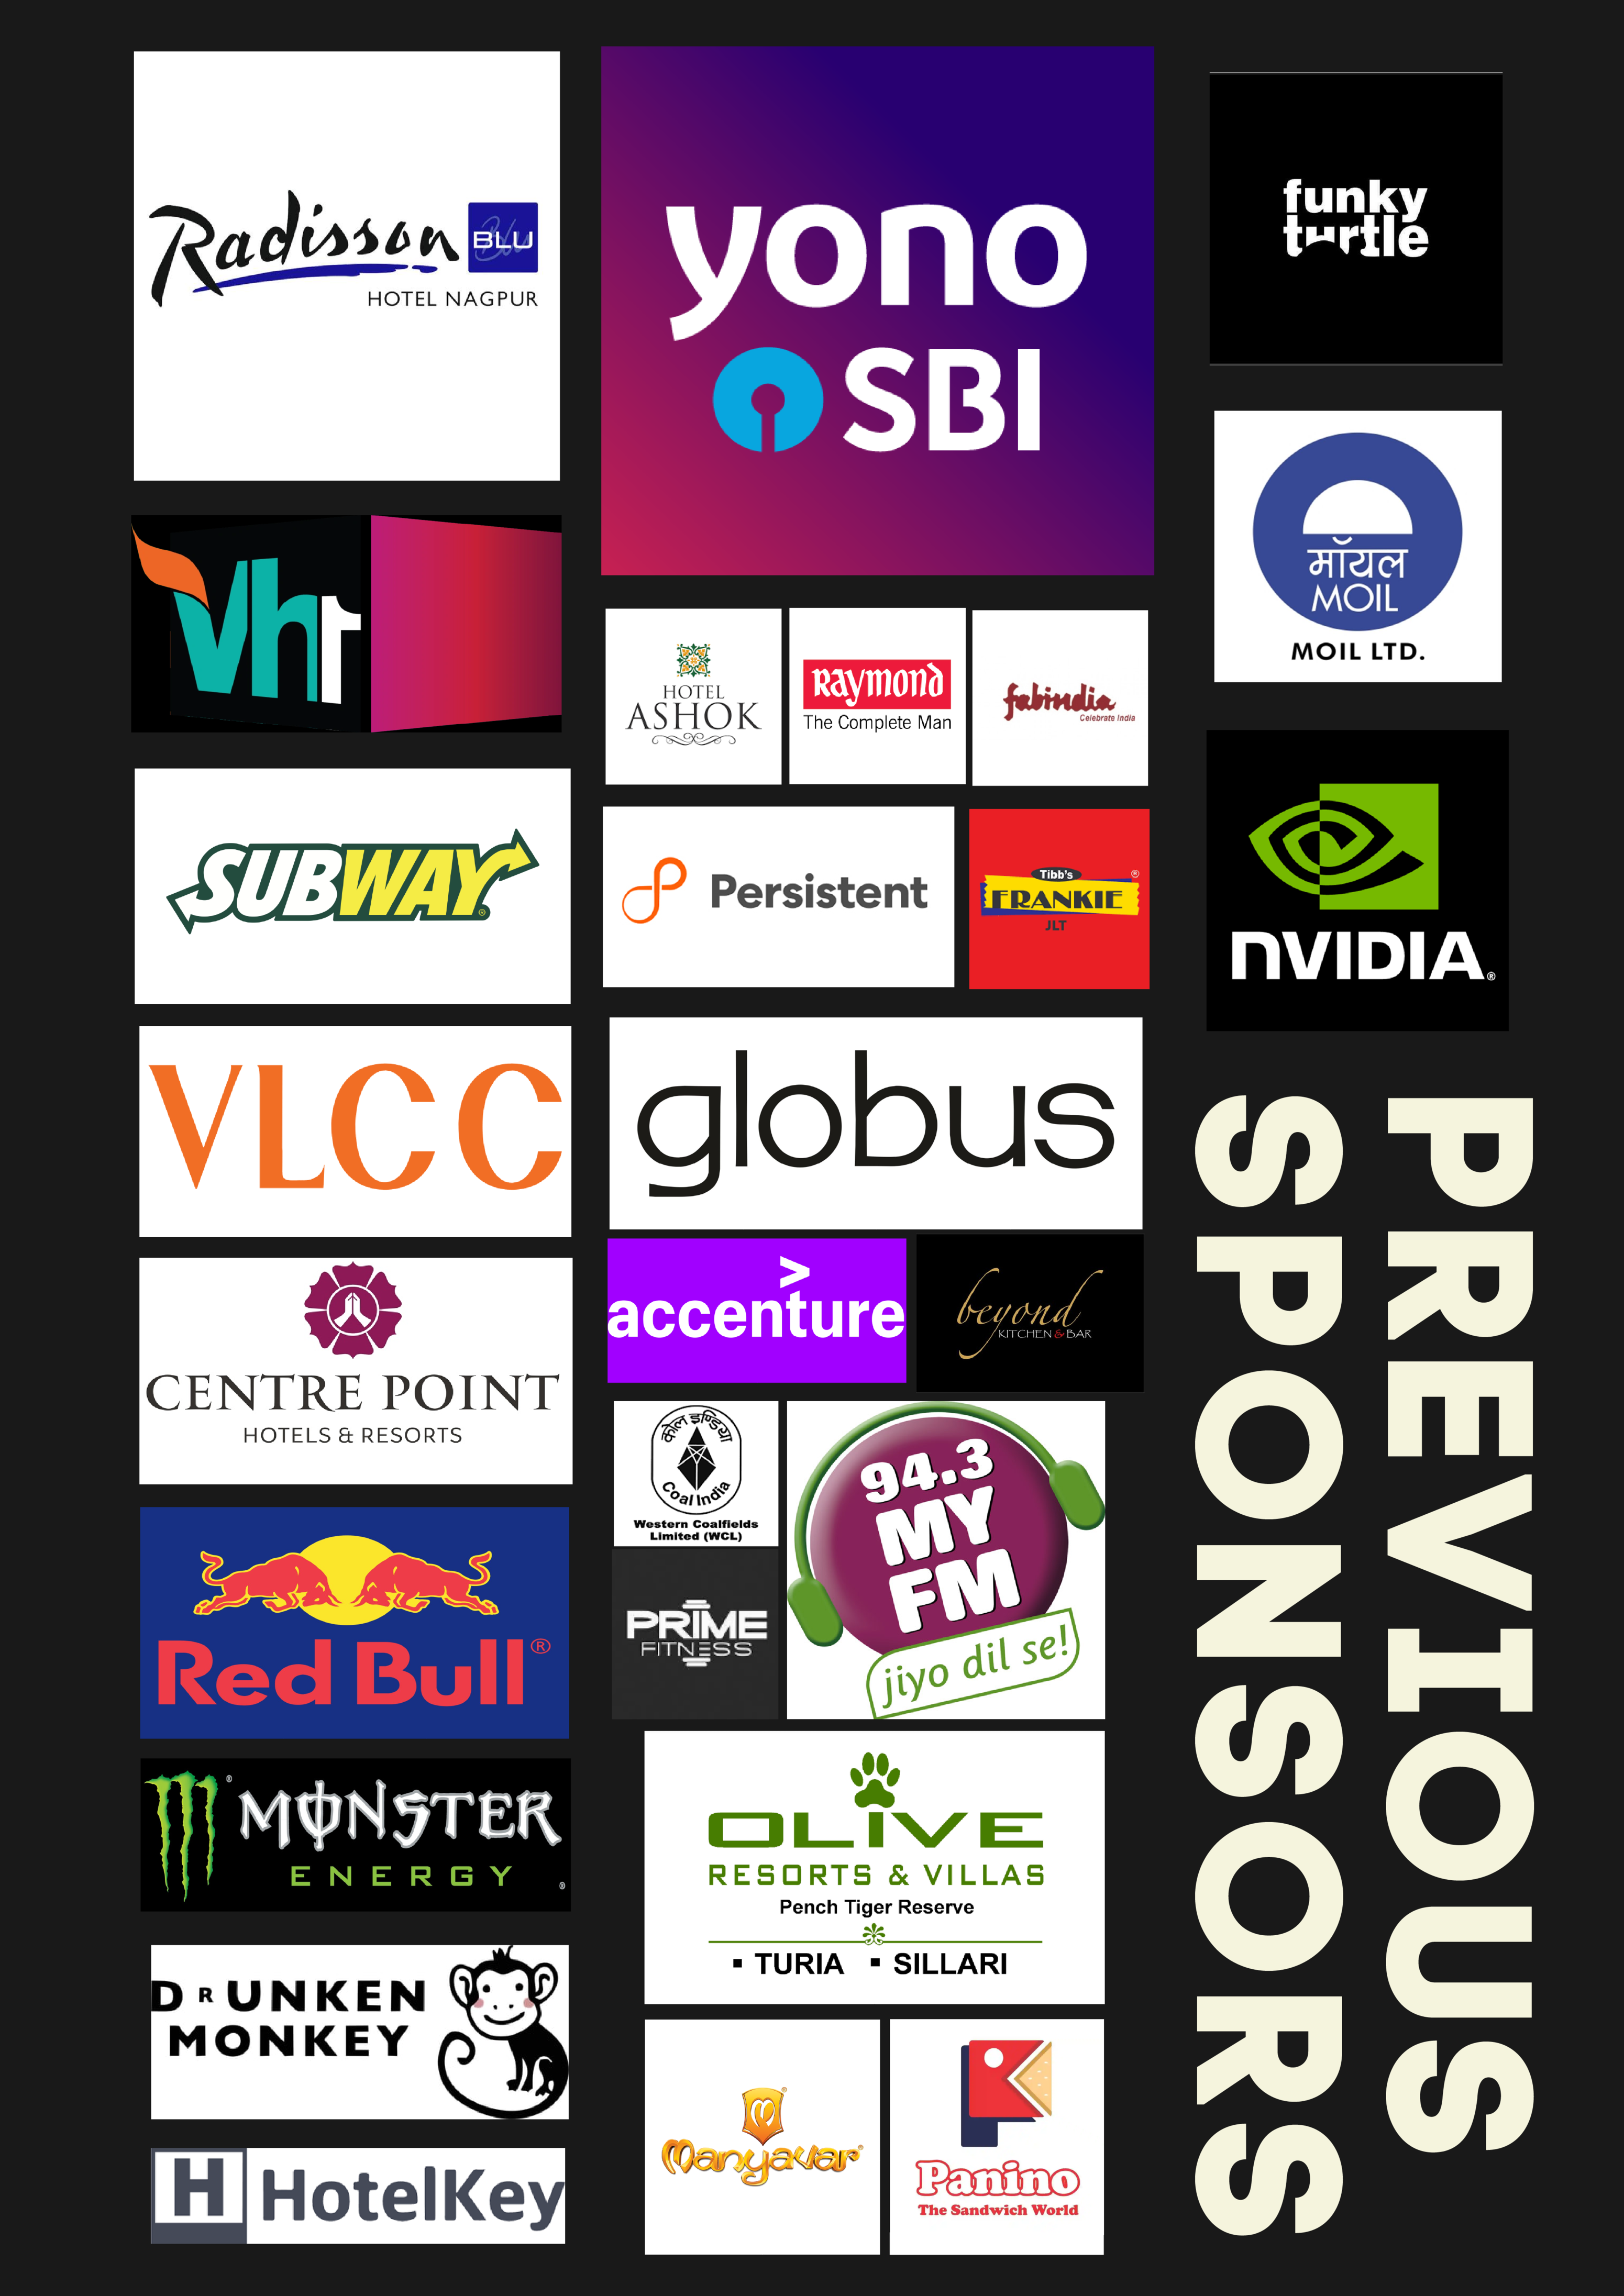 Radisson BLU
HOTEL NAGPUR
vht
SUBWAY®
VLCC
CENTRE POINT
HOTELS & RESORTS
Red Bull®
MONSTER®
ENERGY®
DRUNKEN
MONKEY
H HotelKey
yono
SBI
HOTEL
ASHOK
Raymond
The Complete Man
fabindia
Celebrate India
Persistent
Tibb's ®
FRANKIE
JLT
globus
>
accenture
beyond
KITCHEN & BAR
कोल इण्डिया
Coal India
Western Coalfields
Limited (WCL)
PRIME
FITNESS
94.3
MY
FM
jiyo dil se!
OLIVE
RESORTS & VILLAS
Pench Tiger Reserve
▪ TURIA ▪ SILLARI
Manyavar®
Panino
The Sandwich World
funky
turtle
मॉयल
MOIL
MOIL LTD.
nVIDIA®
PREVIOUS
SPONSORS